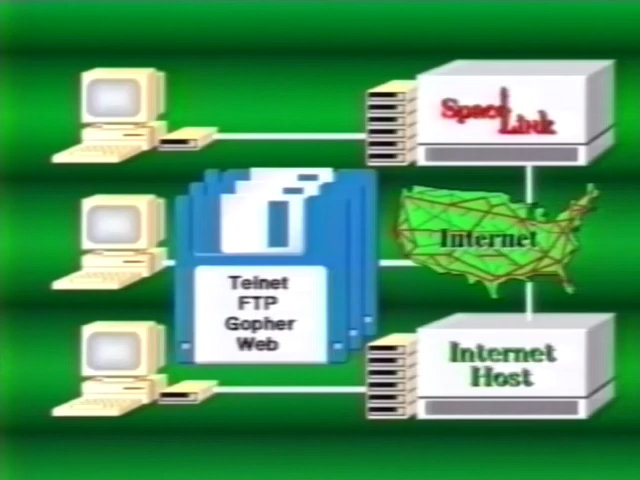 Space
Link
Internet
Telnet
FTP
Gopher
Web
Internet
Host